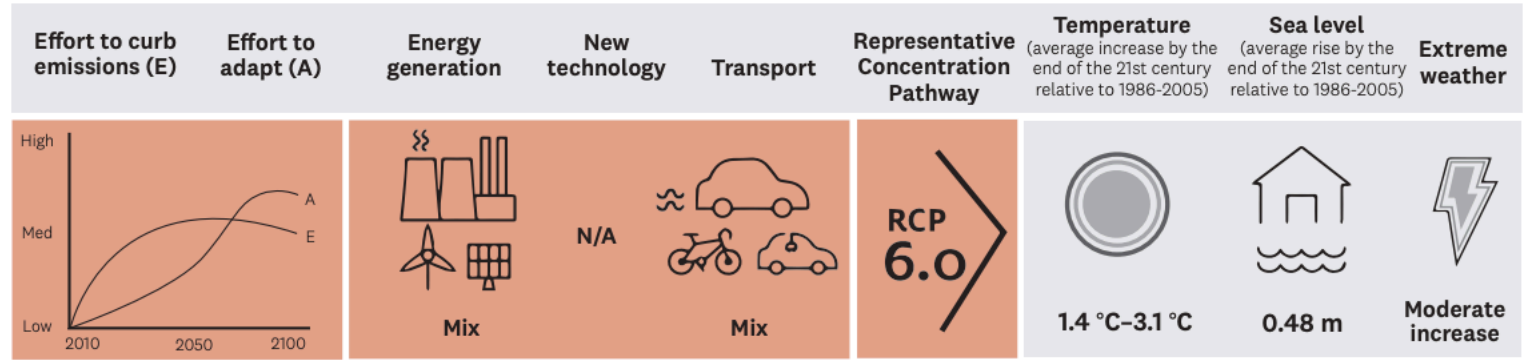 Effort to curb
emissions (E)
Effort to
adapt (A)
Energy
generation
New
technology
Transport
Representative
Concentration
Pathway
Temperature
(average increase by the
end of the 21st century
relative to 1986-2005)
Sea level
(average rise by the
end of the 21st century
relative to 1986-2005)
Extreme
weather
High
Med
Low
A
E
2010
2050
2100
Mix
N/A
Mix
RCP
6.0
1.4 °C–3.1 °C
0.48 m
Moderate
increase